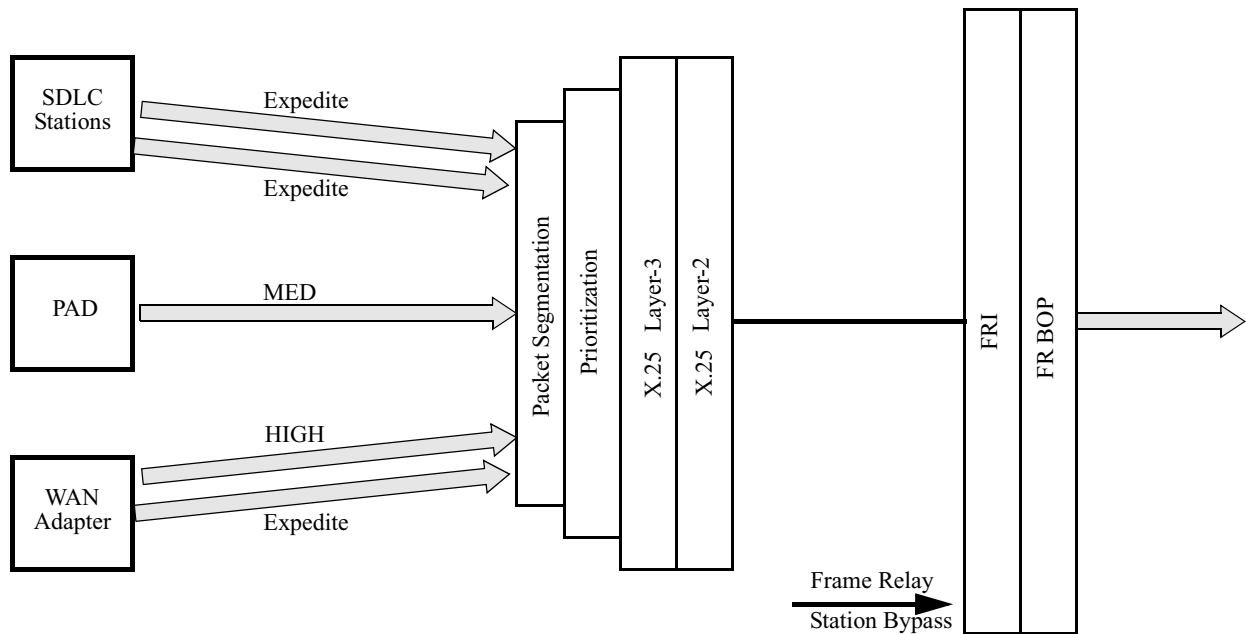 SDLC
Stations
Expedite
Expedite
PAD
MED
WAN
Adapter
HIGH
Expedite
Packet Segmentation
Prioritization
X.25 Layer-3
X.25 Layer-2
Frame Relay
Station Bypass
FRI
FR BOP